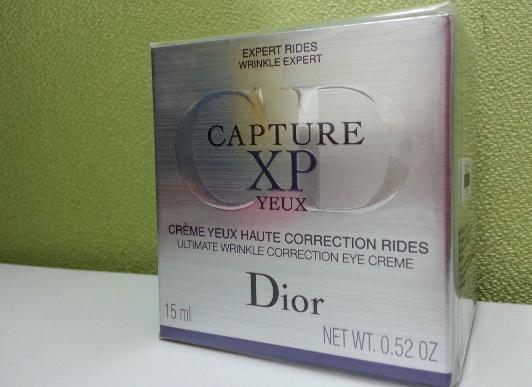 EXPERT RIDES
WRINKLE EXPERT
CD
CAPTURE
XP
YEUX
CRÈME YEUX HAUTE CORRECTION RIDES
ULTIMATE WRINKLE CORRECTION EYE CREME
Dior
15 ml
NET WT. 0.52 OZ